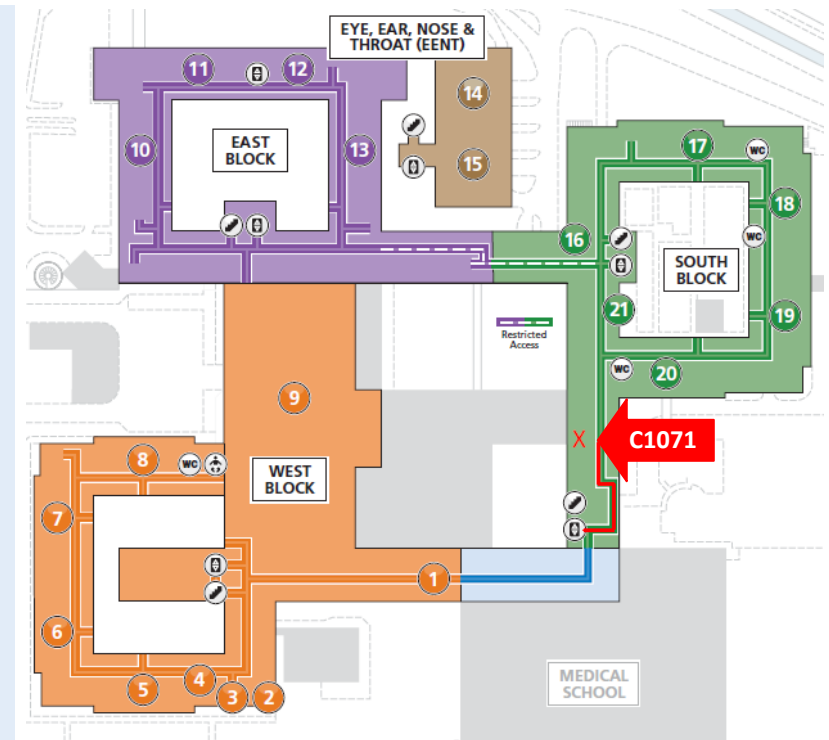 EYE, EAR, NOSE &
THROAT (EENT)
11
12
14
10
EAST
BLOCK
13
15
17
WC
18
16
WC
SOUTH
BLOCK
21
19
Restricted
Access
WC
20
9
X
C1071
8
WC
WEST
BLOCK
7
1
6
4
5
3
2
MEDICAL
SCHOOL